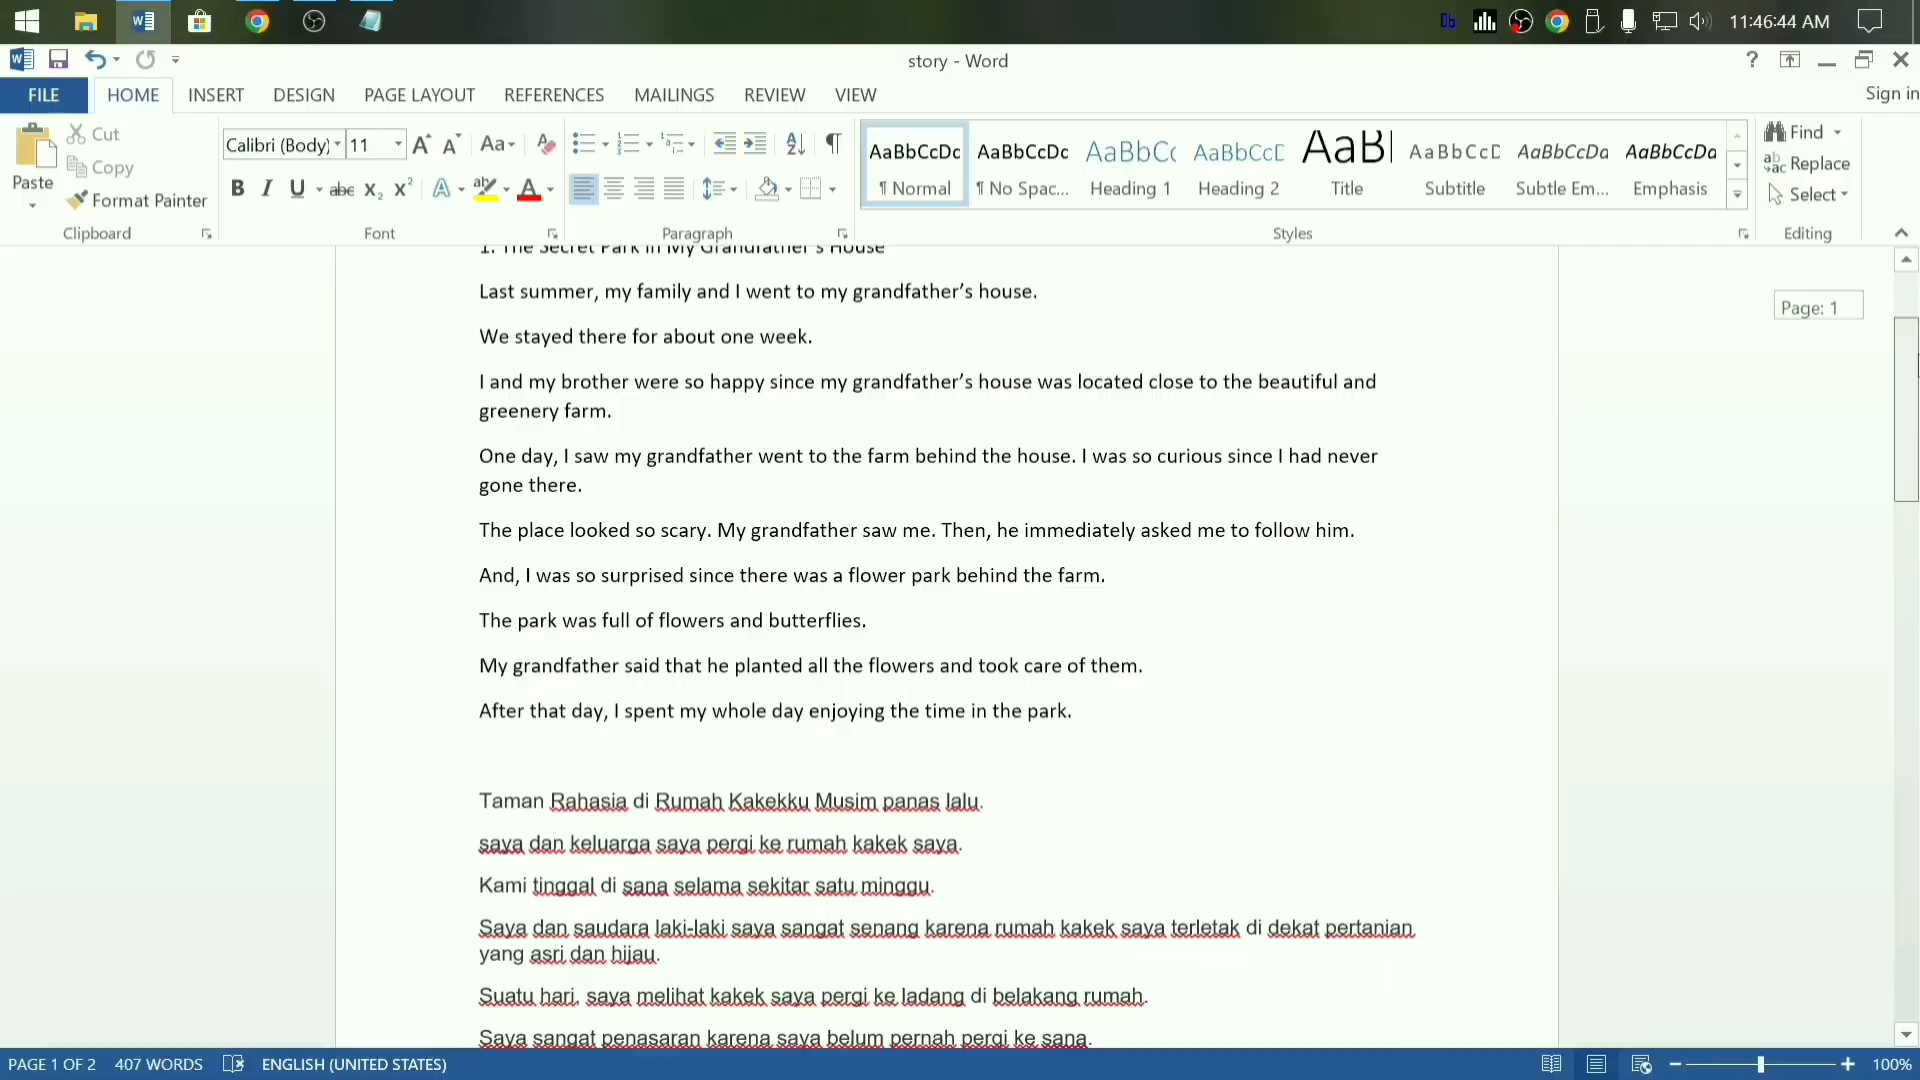 11:46:44 AM
story - Word
Sign in
FILE HOME INSERT DESIGN PAGE LAYOUT REFERENCES MAILINGS REVIEW VIEW
Paste
Cut
Copy
Format Painter
Clipboard
Calibri (Body) 11
Font
Paragraph
AaBbCcDc AaBbCcDc AaBbCc AaBbCcD AaB AaBbCcD AaBbCcDa AaBbCcDa
¶ Normal ¶ No Spac... Heading 1 Heading 2 Title Subtitle Subtle Em... Emphasis
Styles
Find
Replace
Select
Editing
1. The Secret Park in My Grandfather's House
Last summer, my family and I went to my grandfather’s house.
Page: 1
We stayed there for about one week.
I and my brother were so happy since my grandfather’s house was located close to the beautiful and
greenery farm.
One day, I saw my grandfather went to the farm behind the house. I was so curious since I had never
gone there.
The place looked so scary. My grandfather saw me. Then, he immediately asked me to follow him.
And, I was so surprised since there was a flower park behind the farm.
The park was full of flowers and butterflies.
My grandfather said that he planted all the flowers and took care of them.
After that day, I spent my whole day enjoying the time in the park.
Taman Rahasia di Rumah Kakekku Musim panas lalu.
saya dan keluarga saya pergi ke rumah kakek saya.
Kami tinggal di sana selama sekitar satu minggu.
Saya dan saudara laki-laki saya sangat senang karena rumah kakek saya terletak di dekat pertanian
yang asri dan hijau.
Suatu hari, saya melihat kakek saya pergi ke ladang di belakang rumah.
Saya sangat penasaran karena saya belum pernah pergi ke sana.
PAGE 1 OF 2 407 WORDS ENGLISH (UNITED STATES) 100%